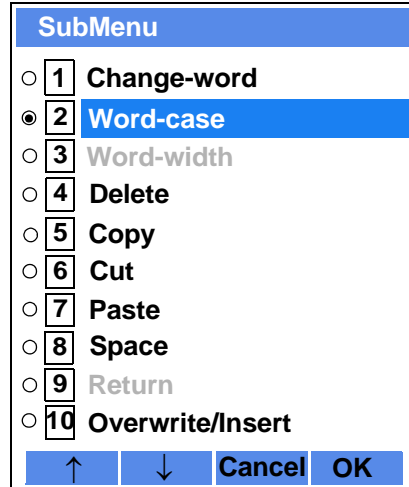 SubMenu
1 Change-word
2 Word-case
3 Word-width
4 Delete
5 Copy
6 Cut
7 Paste
8 Space
9 Return
10 Overwrite/Insert
↑ ↓ Cancel OK